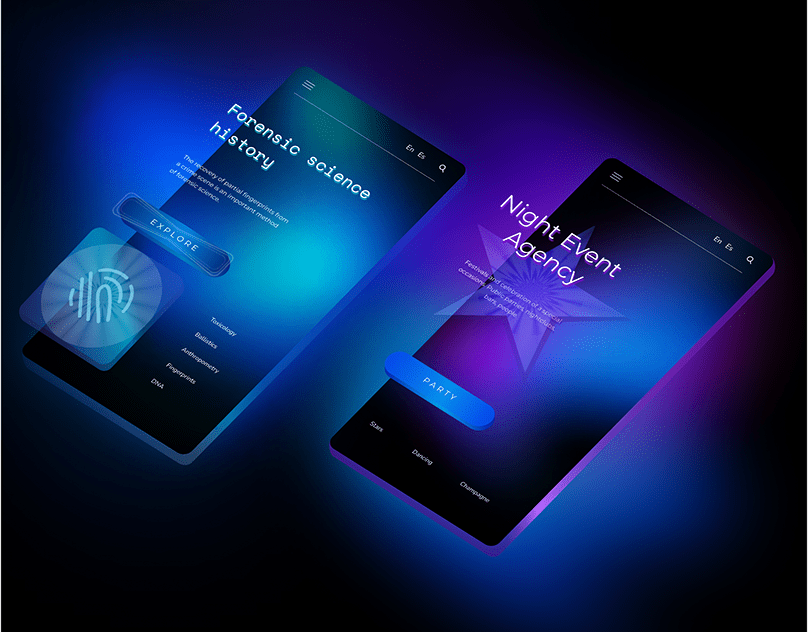 En Es
Forensic science
history
The recovery of partial fingerprints from
a crime scene is an important method
of forensic science.
EXPLORE
Toxicology
Ballistics
Anthropometry
Fingerprints
DNA
En Es
Night Event
Agency
Festivals and celebration of a special
occasions. Public parties, nightclubs,
bars, people.
PARTY
Stars
Dancing
Champagne